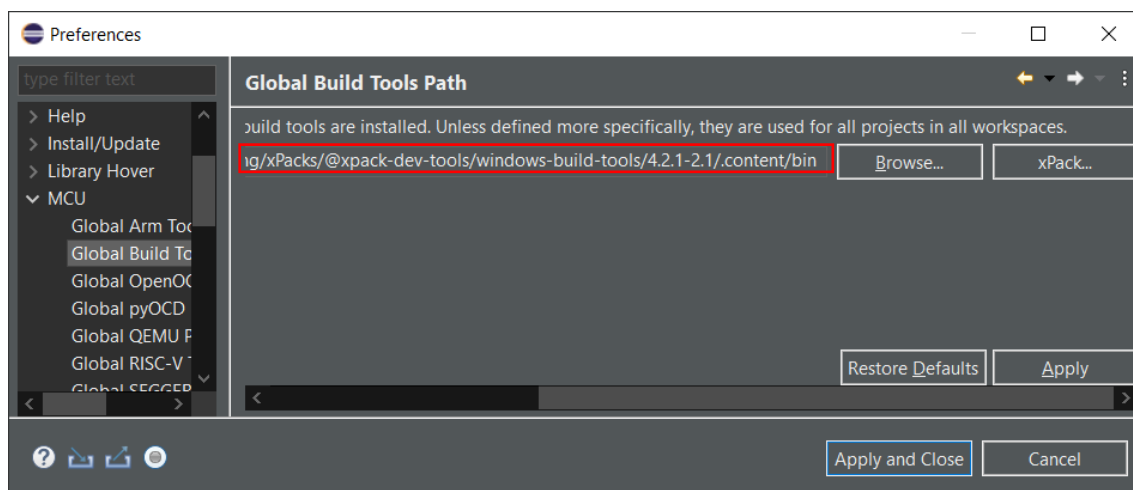 Preferences
type filter text
Help
Install/Update
Library Hover
MCU
Global Arm Too
Global Build To
Global OpenOC
Global pyOCD
Global QEMU P
Global RISC-V T
Global SEGGER
Global Build Tools Path
build tools are installed. Unless defined more specifically, they are used for all projects in all workspaces.
ng/xPacks/@xpack-dev-tools/windows-build-tools/4.2.1-2.1/.content/bin
Browse...
xPack...
Restore Defaults
Apply
Apply and Close
Cancel